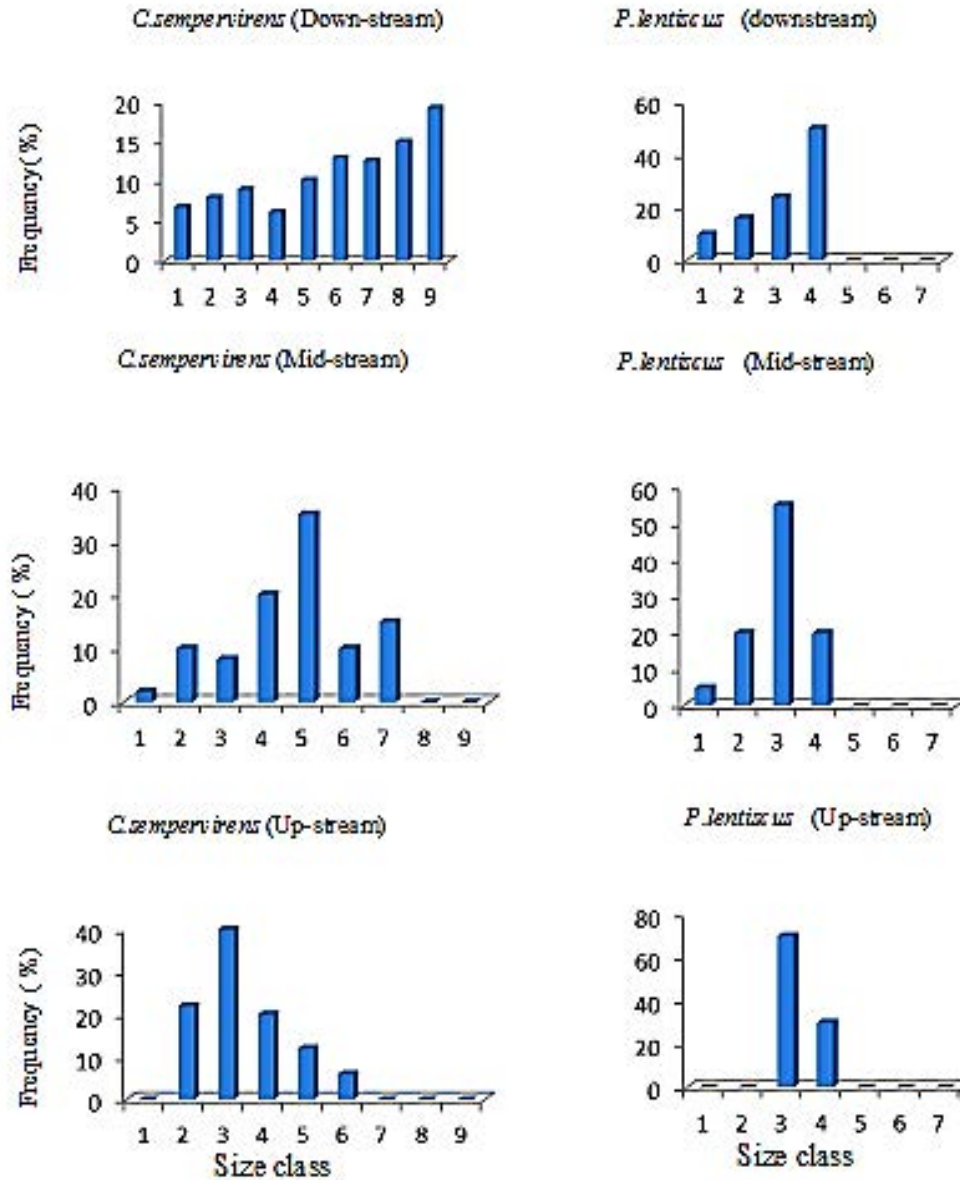 C.sempervirens (Down-stream)
P.lentiscus (downstream)
Frequency (%)
20
15
10
5
0
1 2 3 4 5 6 7 8 9
60
40
20
0
1 2 3 4 5 6 7
C.sempervirens (Mid-stream)
P.lentiscus (Mid-stream)
Frequency (%)
40
30
20
10
0
1 2 3 4 5 6 7 8 9
60
50
40
30
20
10
0
1 2 3 4 5 6 7
C.sempervirens (Up-stream)
P.lentiscus (Up-stream)
Frequency (%)
40
30
20
10
0
1 2 3 4 5 6 7 8 9
Size class
80
60
40
20
0
1 2 3 4 5 6 7
Size class